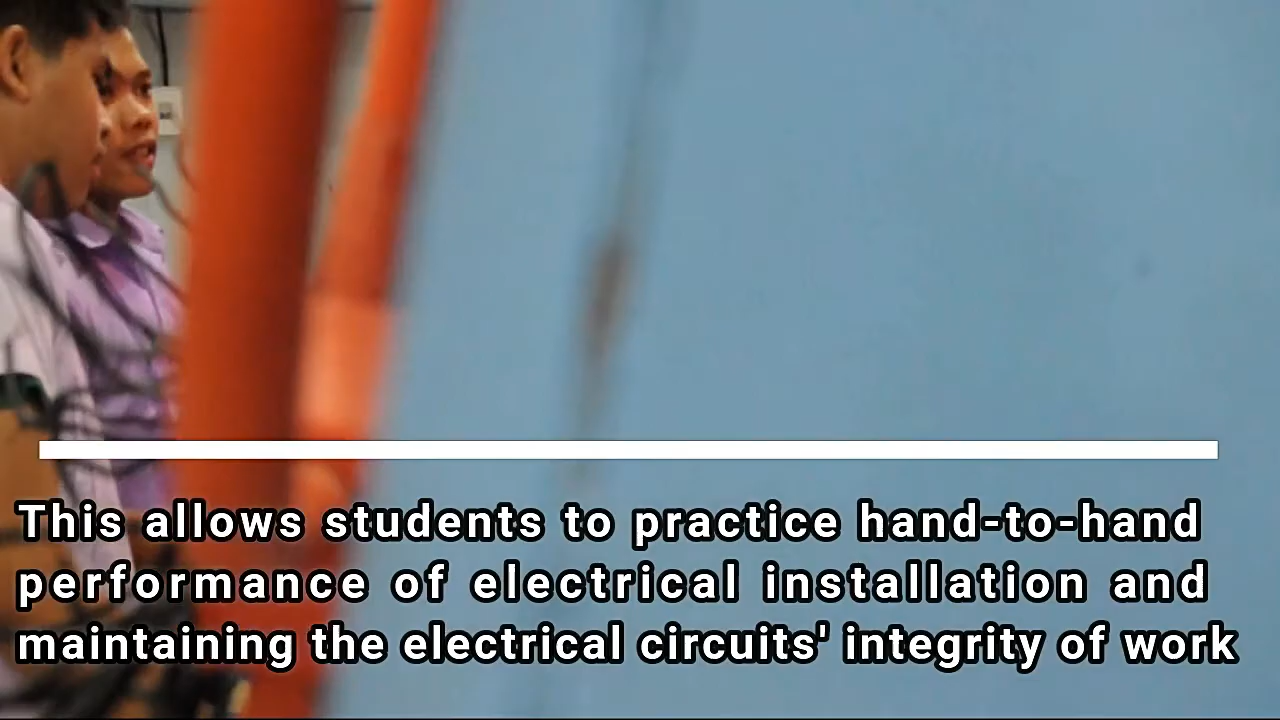 This allows students to practice hand-to-hand
performance of electrical installation and
maintaining the electrical circuits' integrity of work